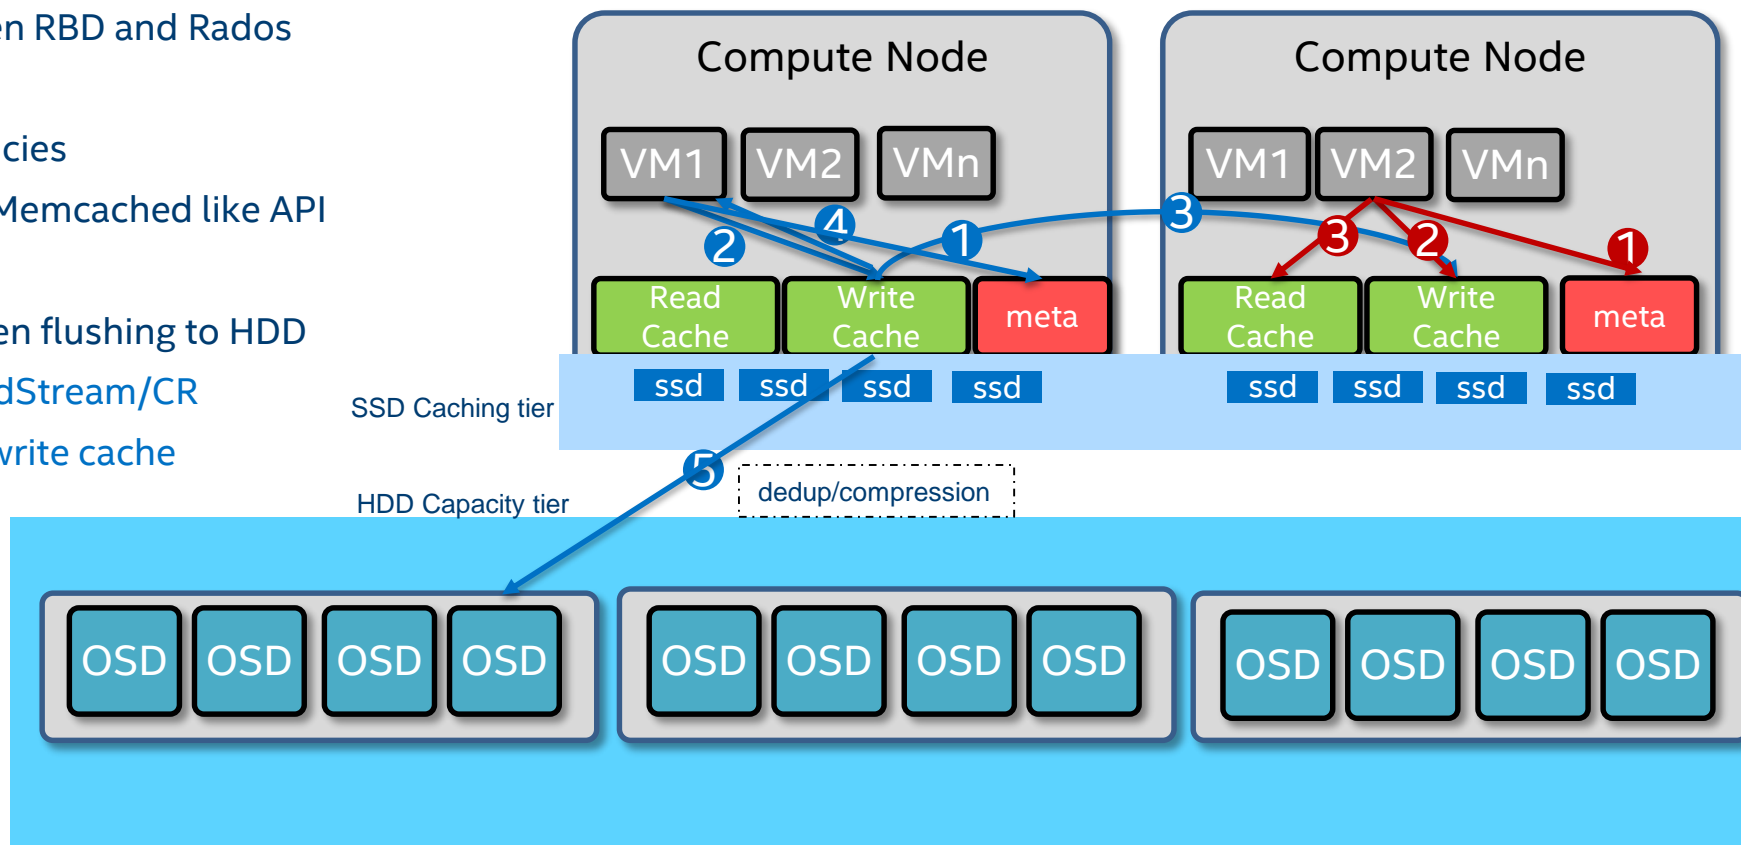 en RBD and Rados
cies
Memcached like API
en flushing to HDD
dStream/CR
write cache
Compute Node
VM1 VM2 VMn
2 4 1
Read Cache
Write Cache
meta
ssd ssd ssd ssd
Compute Node
VM1 VM2 VMn
3 3 2 1
Read Cache
Write Cache
meta
ssd ssd ssd ssd
SSD Caching tier
5
dedup/compression
HDD Capacity tier
OSD OSD OSD OSD
OSD OSD OSD OSD
OSD OSD OSD OSD